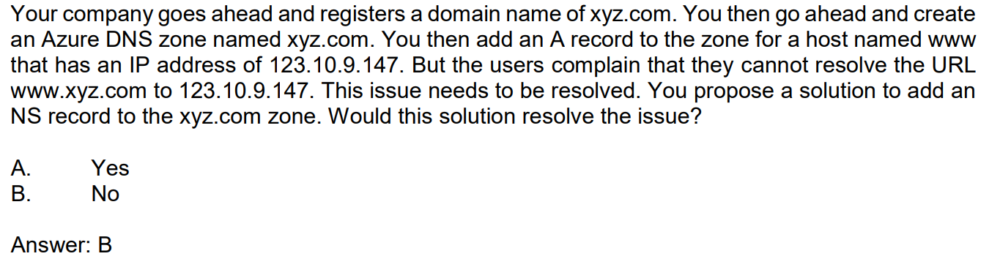 Your company goes ahead and registers a domain name of xyz.com. You then go ahead and create
an Azure DNS zone named xyz.com. You then add an A record to the zone for a host named www
that has an IP address of 123.10.9.147. But the users complain that they cannot resolve the URL
www.xyz.com to 123.10.9.147. This issue needs to be resolved. You propose a solution to add an
NS record to the xyz.com zone. Would this solution resolve the issue?
A. Yes
B. No
Answer: B